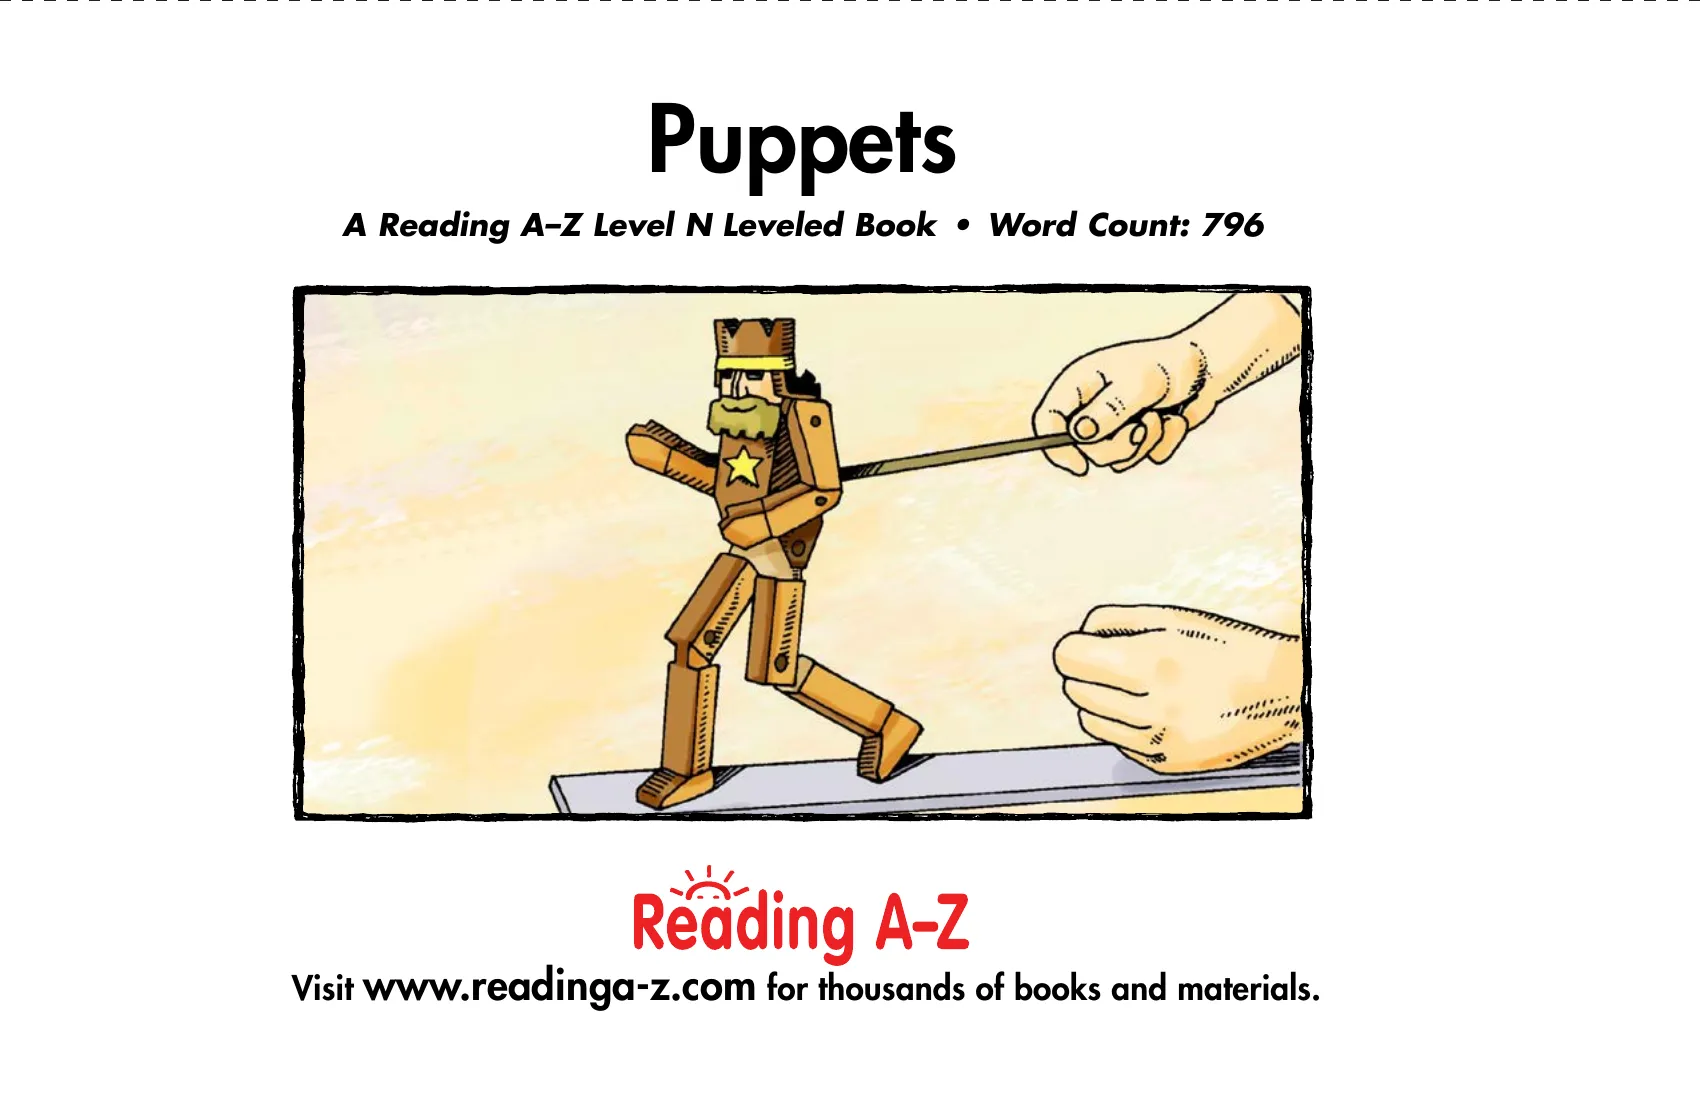 Puppets
A Reading A–Z Level N Leveled Book • Word Count: 796
Reading A–Z
Visit www.readinga-z.com for thousands of books and materials.